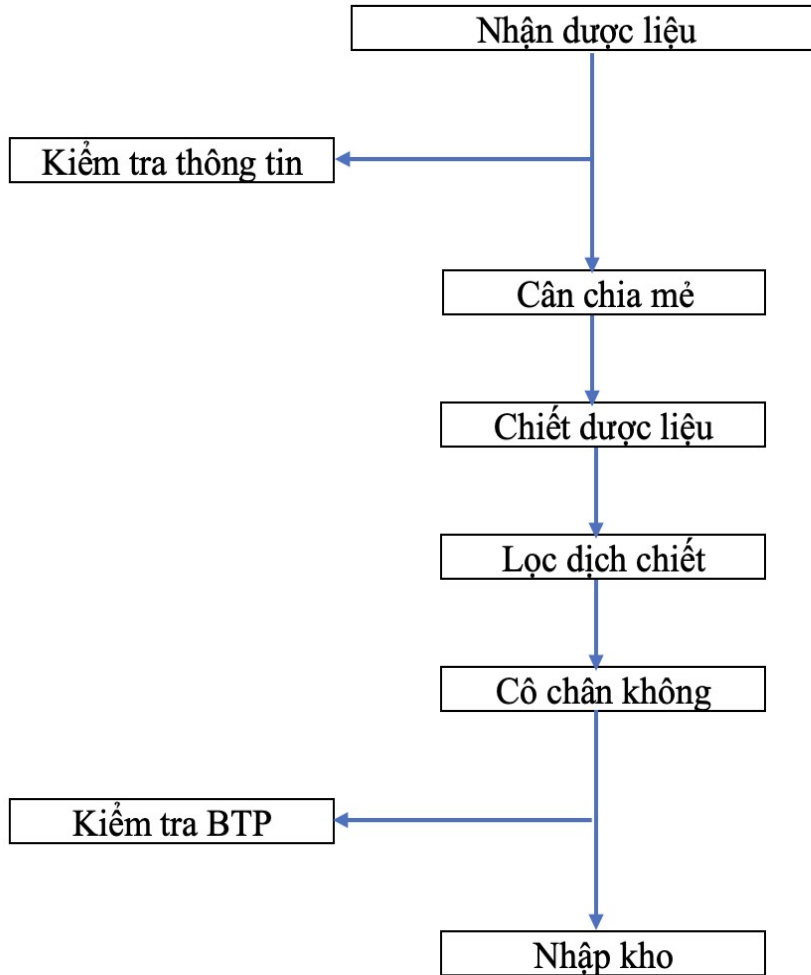 Nhận dược liệu
Kiểm tra thông tin
Cân chia mẻ
Chiết dược liệu
Lọc dịch chiết
Cô chân không
Kiểm tra BTP
Nhập kho